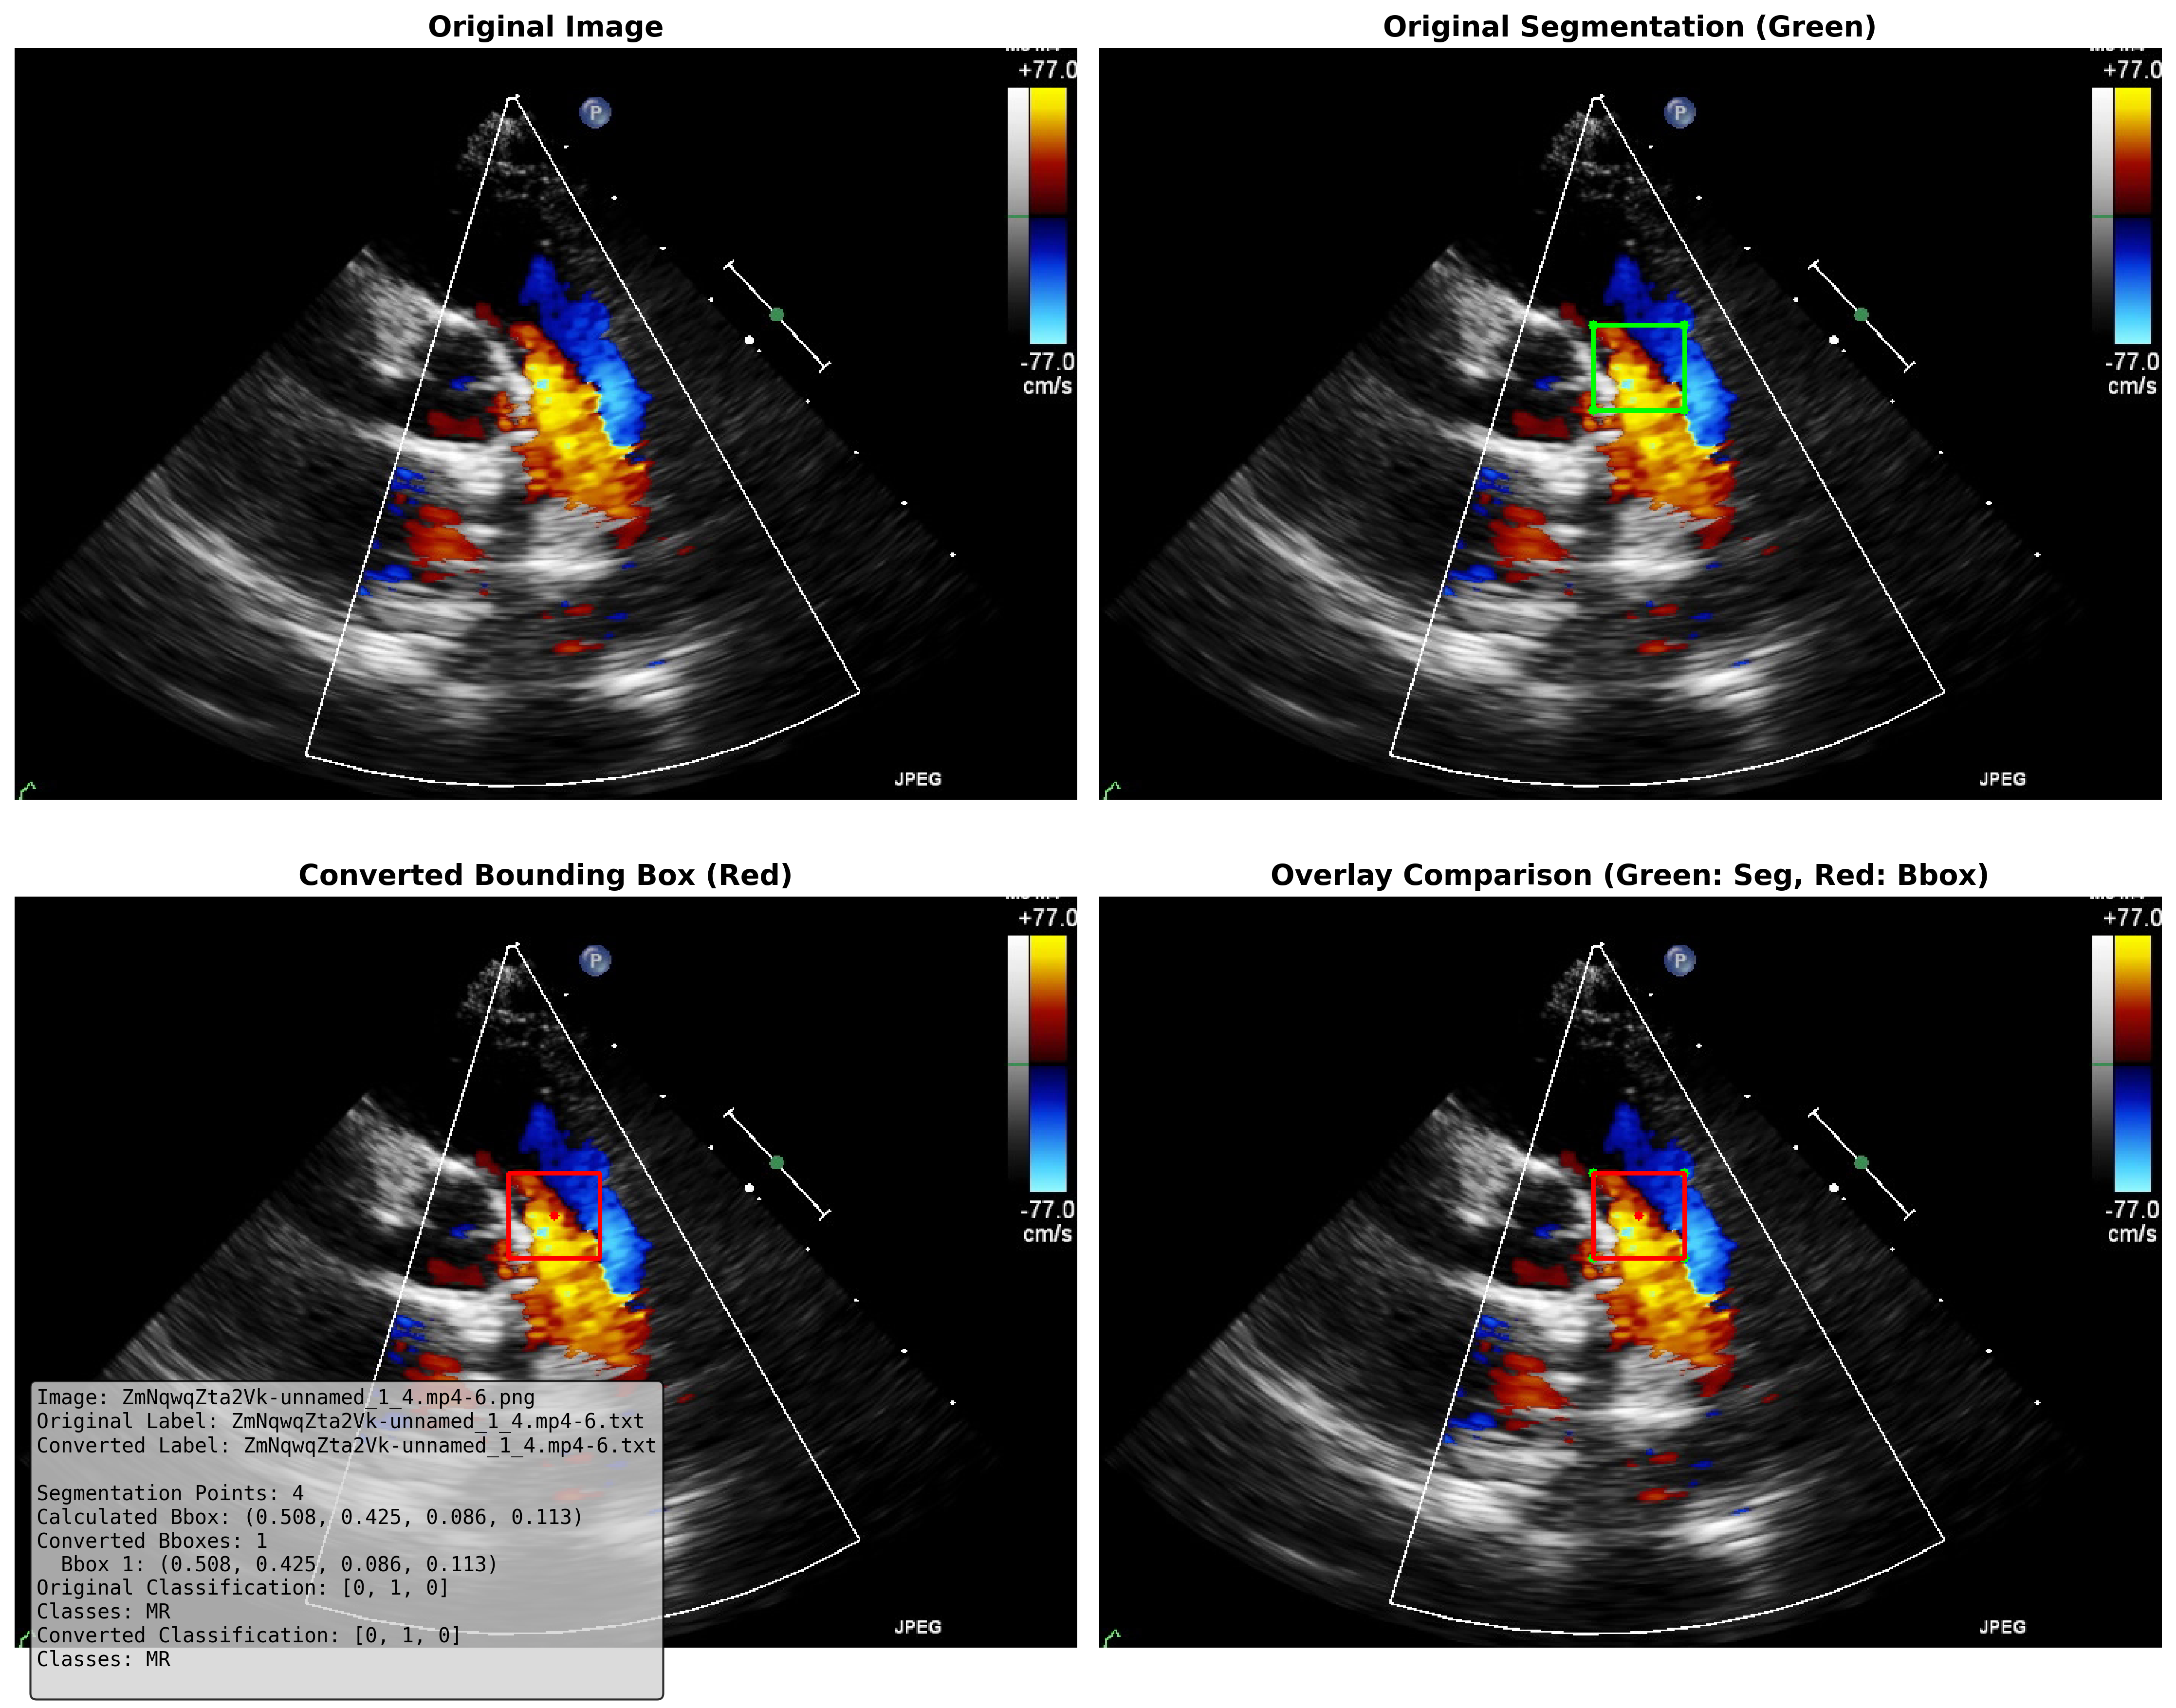 Original Image
Original Segmentation (Green)
+77.0
P
-77.0
cm/s
JPEG
+77.0
P
-77.0
cm/s
JPEG
Converted Bounding Box (Red)
Overlay Comparison (Green: Seg, Red: Bbox)
+77.0
P
-77.0
cm/s
JPEG
Image: ZmNqwqZta2Vk-unnamed_1_4.mp4-6.png
Original Label: ZmNqwqZta2Vk-unnamed_1_4.mp4-6.txt
Converted Label: ZmNqwqZta2Vk-unnamed_1_4.mp4-6.txt
Segmentation Points: 4
Calculated Bbox: (0.508, 0.425, 0.086, 0.113)
Converted Bboxes: 1
Bbox 1: (0.508, 0.425, 0.086, 0.113)
Original Classification: [0, 1, 0]
Classes: MR
Converted Classification: [0, 1, 0]
Classes: MR
+77.0
P
-77.0
cm/s
JPEG